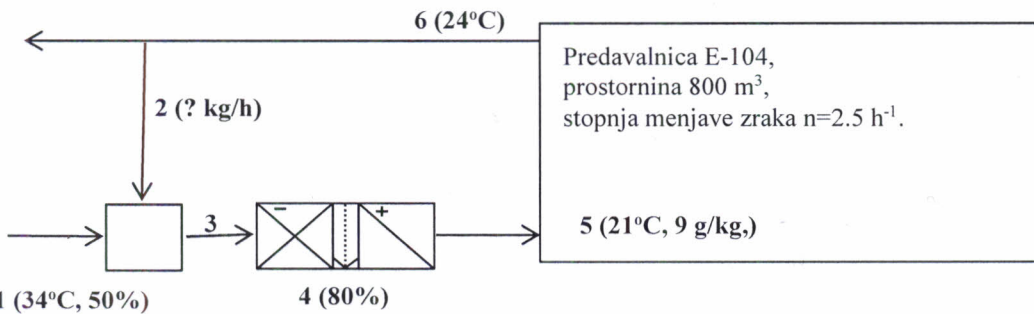 6 (24°C)
Predavalnica E-104,
prostornina 800 m³,
stopnja menjave zraka n=2.5 h⁻¹.
2 (? kg/h)
3
−
+
5 (21°C, 9 g/kg,)
1 (34°C, 50%)
4 (80%)